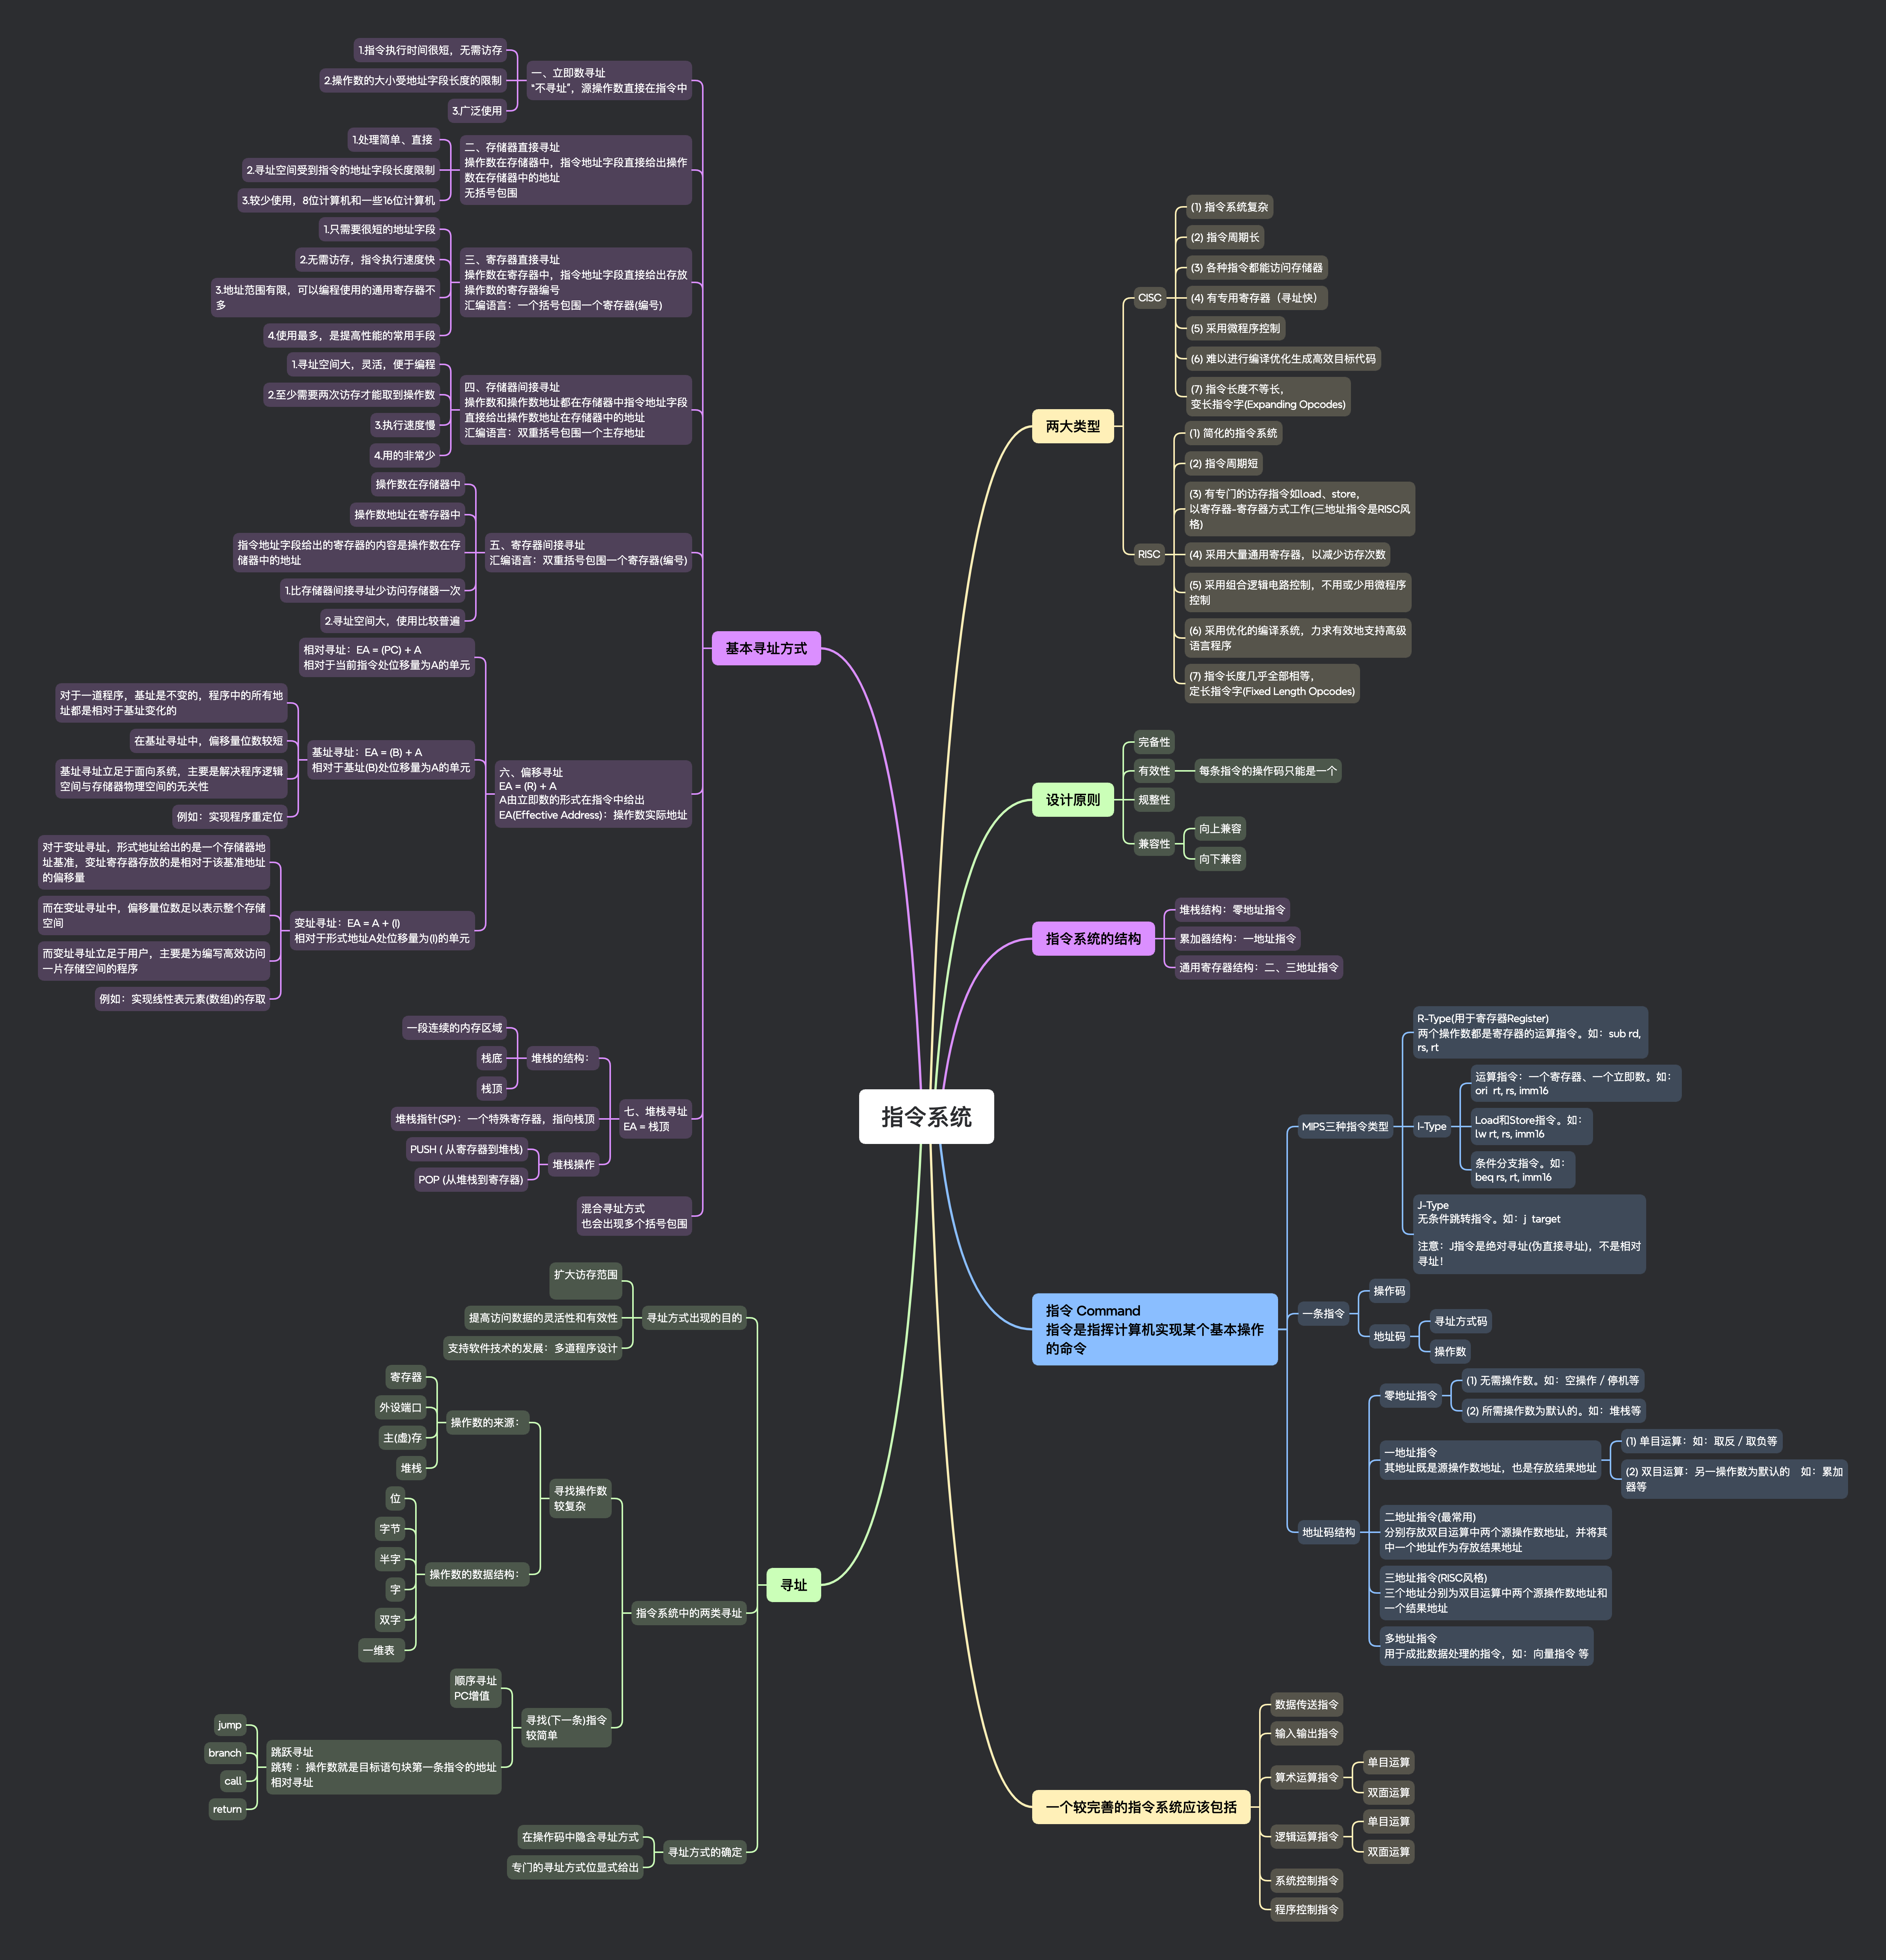 指令系统
两大类型
CISC
(1) 指令系统复杂
(2) 指令周期长
(3) 各种指令都能访问存储器
(4) 有专用寄存器（寻址快）
(5) 采用微程序控制
(6) 难以进行编译优化生成高效目标代码
(7) 指令长度不等长，
变长指令字(Expanding Opcodes)
RISC
(1) 简化的指令系统
(2) 指令周期短
(3) 有专门的访存指令如load、store，
以寄存器-寄存器方式工作(三地址指令是RISC风
格)
(4) 采用大量通用寄存器，以减少访存次数
(5) 采用组合逻辑电路控制，不用或少用微程序
控制
(6) 采用优化的编译系统，力求有效地支持高级
语言程序
(7) 指令长度几乎全部相等，
定长指令字(Fixed Length Opcodes)
设计原则
完备性
有效性
每条指令的操作码只能是一个
规整性
兼容性
向上兼容
向下兼容
指令系统的结构
堆栈结构：零地址指令
累加器结构：一地址指令
通用寄存器结构：二、三地址指令
指令 Command
指令是指挥计算机实现某个基本操作
的命令
MIPS三种指令类型
R-Type(用于寄存器Register)
两个操作数都是寄存器的运算指令。如：sub rd,
rs, rt
I-Type
运算指令：一个寄存器、一个立即数。如：
ori rt, rs, imm16
Load和Store指令。如：
lw rt, rs, imm16
条件分支指令。如：
beq rs, rt, imm16
J-Type
无条件跳转指令。如：j target
注意：J指令是绝对寻址(伪直接寻址)，不是相对
寻址！
一条指令
操作码
地址码
寻址方式码
操作数
地址码结构
零地址指令
(1) 无需操作数。如：空操作 / 停机等
(2) 所需操作数为默认的。如：堆栈等
一地址指令
其地址既是源操作数地址，也是存放结果地址
(1) 单目运算：如：取反 / 取负等
(2) 双目运算：另一操作数为默认的 如：累加
器等
二地址指令(最常用)
分别存放双目运算中两个源操作数地址，并将其
中一个地址作为存放结果地址
三地址指令(RISC风格)
三个地址分别为双目运算中两个源操作数地址和
一个结果地址
多地址指令
用于成批数据处理的指令，如：向量指令 等
一个较完善的指令系统应该包括
数据传送指令
输入输出指令
算术运算指令
单目运算
双面运算
逻辑运算指令
单目运算
双面运算
系统控制指令
程序控制指令
基本寻址方式
一、立即数寻址
“不寻址”，源操作数直接在指令中
1.指令执行时间很短，无需访存
2.操作数的大小受地址字段长度的限制
3.广泛使用
二、存储器直接寻址
操作数在存储器中，指令地址字段直接给出操作
数在存储器中的地址
无括号包围
1.处理简单、直接
2.寻址空间受到指令的地址字段长度限制
3.较少使用，8位计算机和一些16位计算机
三、寄存器直接寻址
操作数在寄存器中，指令地址字段直接给出存放
操作数的寄存器编号
汇编语言：一个括号包围一个寄存器(编号)
1.只需要很短的地址字段
2.无需访存，指令执行速度快
3.地址范围有限，可以编程使用的通用寄存器不
多
4.使用最多，是提高性能的常用手段
四、存储器间接寻址
操作数和操作数地址都在存储器中指令地址字段
直接给出操作数地址在存储器中的地址
汇编语言：双重括号包围一个主存地址
1.寻址空间大，灵活，便于编程
2.至少需要两次访存才能取到操作数
3.执行速度慢
4.用的非常少
五、寄存器间接寻址
汇编语言：双重括号包围一个寄存器(编号)
操作数在存储器中
操作数地址在寄存器中
指令地址字段给出的寄存器的内容是操作数在存
储器中的地址
1.比存储器间接寻址少访问存储器一次
2.寻址空间大，使用比较普遍
六、偏移寻址
EA = (R) + A
A由立即数的形式在指令中给出
EA(Effective Address)：操作数实际地址
相对寻址：EA = (PC) + A
相对于当前指令处位移量为A的单元
基址寻址：EA = (B) + A
相对于基址(B)处位移量为A的单元
对于一道程序，基址是不变的，程序中的所有地
址都是相对于基址变化的
在基址寻址中，偏移量位数较短
基址寻址立足于面向系统，主要是解决程序逻辑
空间与存储器物理空间的无关性
例如：实现程序重定位
变址寻址：EA = A + (I)
相对于形式地址A处位移量为(I)的单元
对于变址寻址，形式地址给出的是一个存储器地
址基准，变址寄存器存放的是相对于该基准地址
的偏移量
而在变址寻址中，偏移量位数足以表示整个存储
空间
而变址寻址立足于用户，主要是为编写高效访问
一片存储空间的程序
例如：实现线性表元素(数组)的存取
七、堆栈寻址
EA = 栈顶
堆栈的结构：
一段连续的内存区域
栈底
栈顶
堆栈指针(SP)：一个特殊寄存器，指向栈顶
堆栈操作
PUSH ( 从寄存器到堆栈)
POP (从堆栈到寄存器)
混合寻址方式
也会出现多个括号包围
寻址
寻址方式出现的目的
扩大访存范围
提高访问数据的灵活性和有效性
支持软件技术的发展：多道程序设计
指令系统中的两类寻址
寻找操作数
较复杂
操作数的来源：
寄存器
外设端口
主(虚)存
堆栈
操作数的数据结构：
位
字节
半字
字
双字
一维表
寻找(下一条)指令
较简单
顺序寻址
PC增值
跳跃寻址
跳转 ：操作数就是目标语句块第一条指令的地址
相对寻址
jump
branch
call
return
寻址方式的确定
在操作码中隐含寻址方式
专门的寻址方式位显式给出